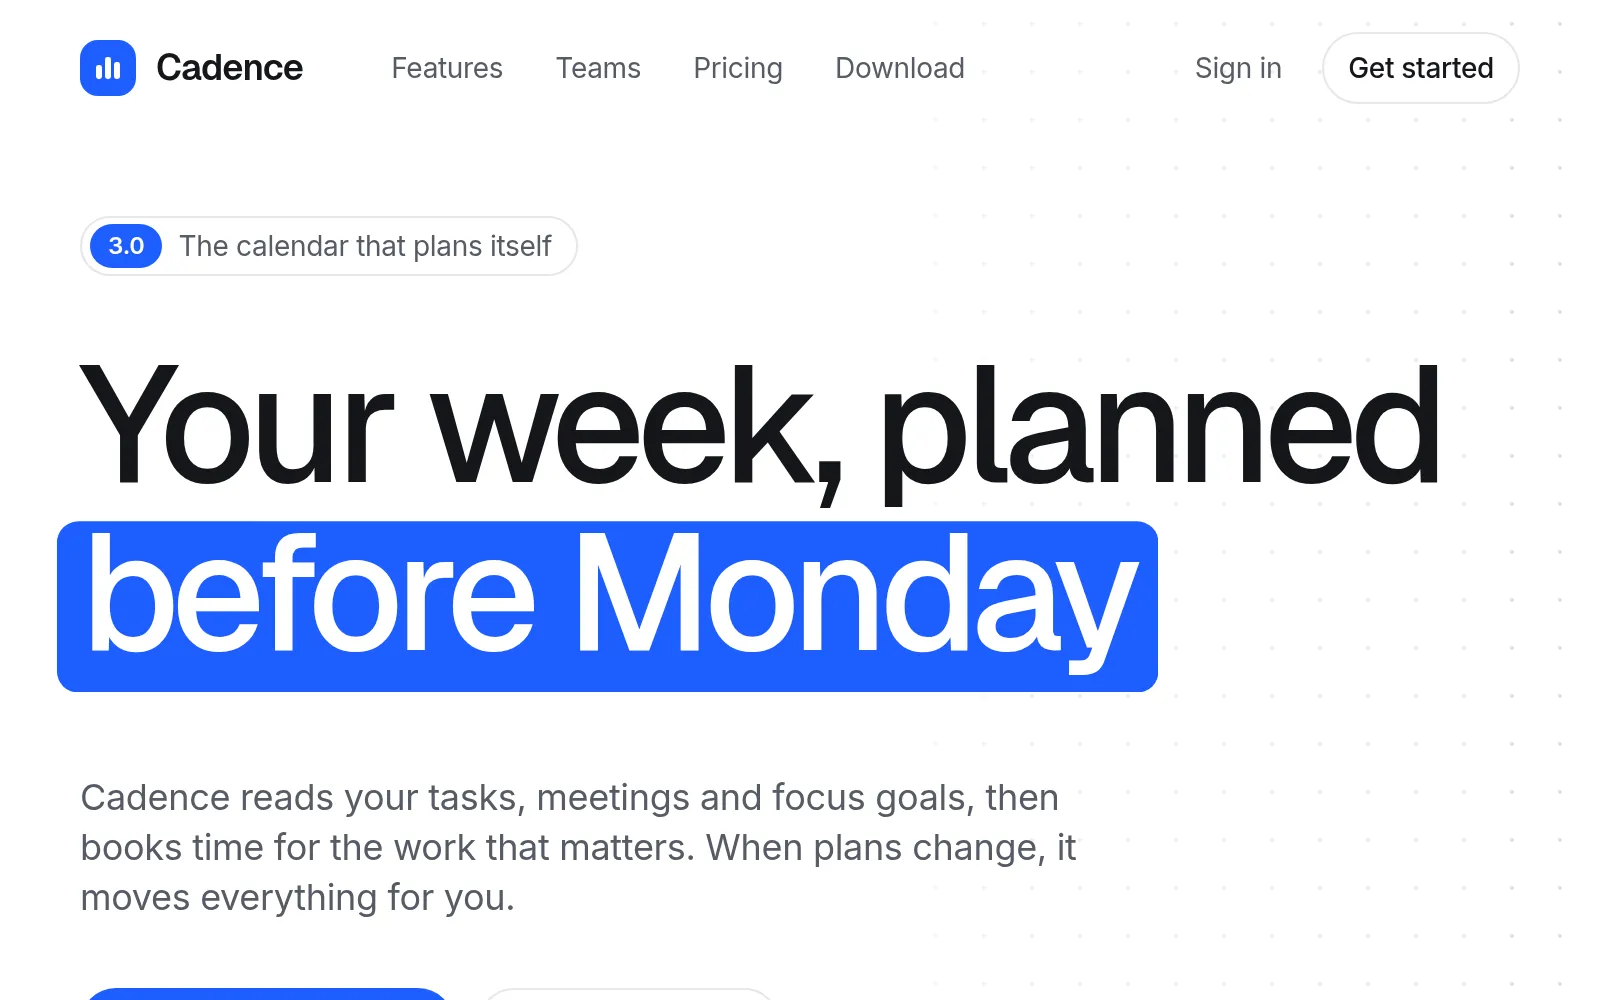 Cadence
Features
Teams
Pricing
Download
Sign in
Get started
3.0 The calendar that plans itself
Your week, planned
before Monday
Cadence reads your tasks, meetings and focus goals, then
books time for the work that matters. When plans change, it
moves everything for you.